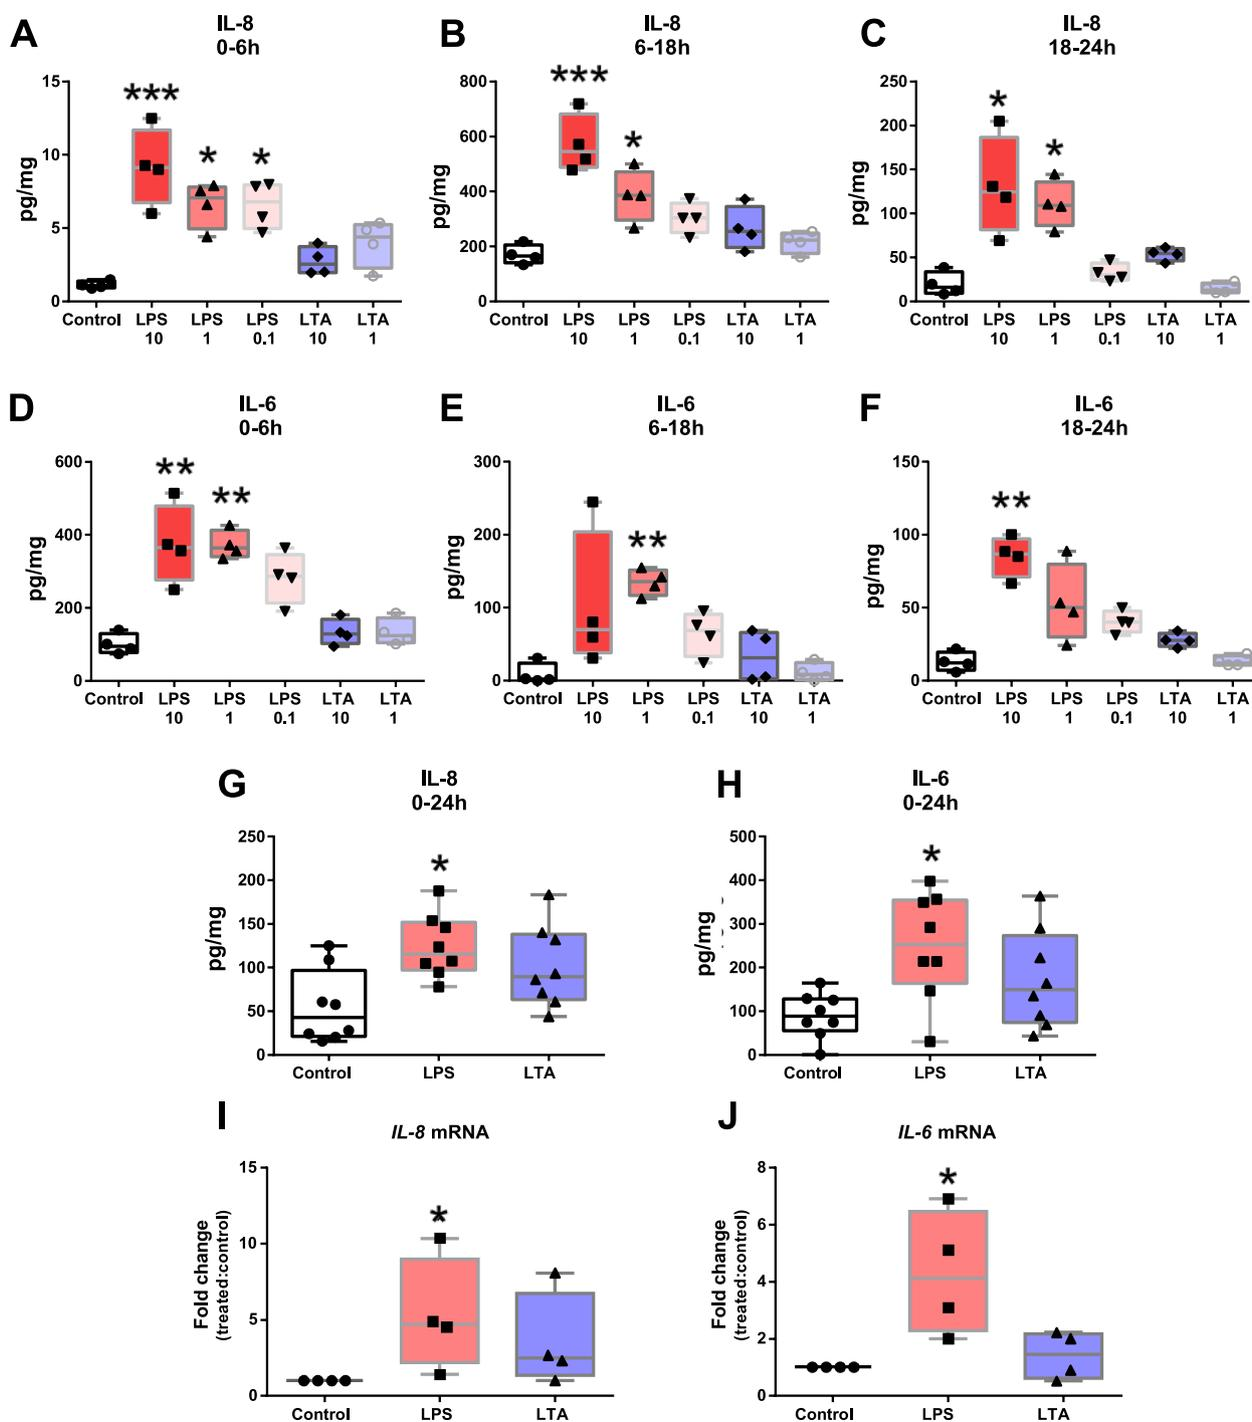 A
IL-8
0-6h
15
10
5
0
pg/mg
***
*
*
Control LPS LPS LPS LTA LTA
10 1 0.1 10 1
B
IL-8
6-18h
800
600
400
200
0
pg/mg
***
*
Control LPS LPS LPS LTA LTA
10 1 0.1 10 1
C
IL-8
18-24h
250
200
150
100
50
0
pg/mg
*
*
Control LPS LPS LPS LTA LTA
10 1 0.1 10 1
D
IL-6
0-6h
600
400
200
0
pg/mg
**
**
Control LPS LPS LPS LTA LTA
10 1 0.1 10 1
E
IL-6
6-18h
300
200
100
0
pg/mg
**
Control LPS LPS LPS LTA LTA
10 1 0.1 10 1
F
IL-6
18-24h
150
100
50
0
pg/mg
**
Control LPS LPS LPS LTA LTA
10 1 0.1 10 1
G
IL-8
0-24h
250
200
150
100
50
0
pg/mg
*
Control LPS LTA
H
IL-6
0-24h
500
400
300
200
100
0
pg/mg
*
Control LPS LTA
I
IL-8 mRNA
15
10
5
0
Fold change
(treated:control)
*
Control LPS LTA
J
IL-6 mRNA
8
6
4
2
0
Fold change
(treated:control)
*
Control LPS LTA